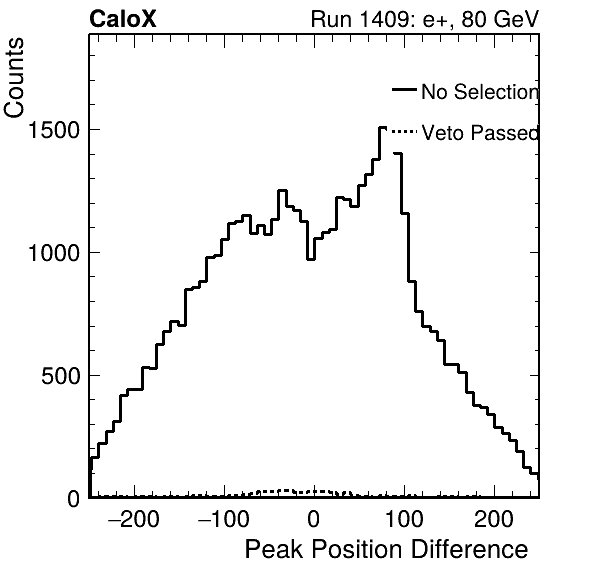 CaloX
Run 1409: e+, 80 GeV
Counts
No Selection
Veto Passed
1500
1000
500
0
−200
−100
0
100
200
Peak Position Difference